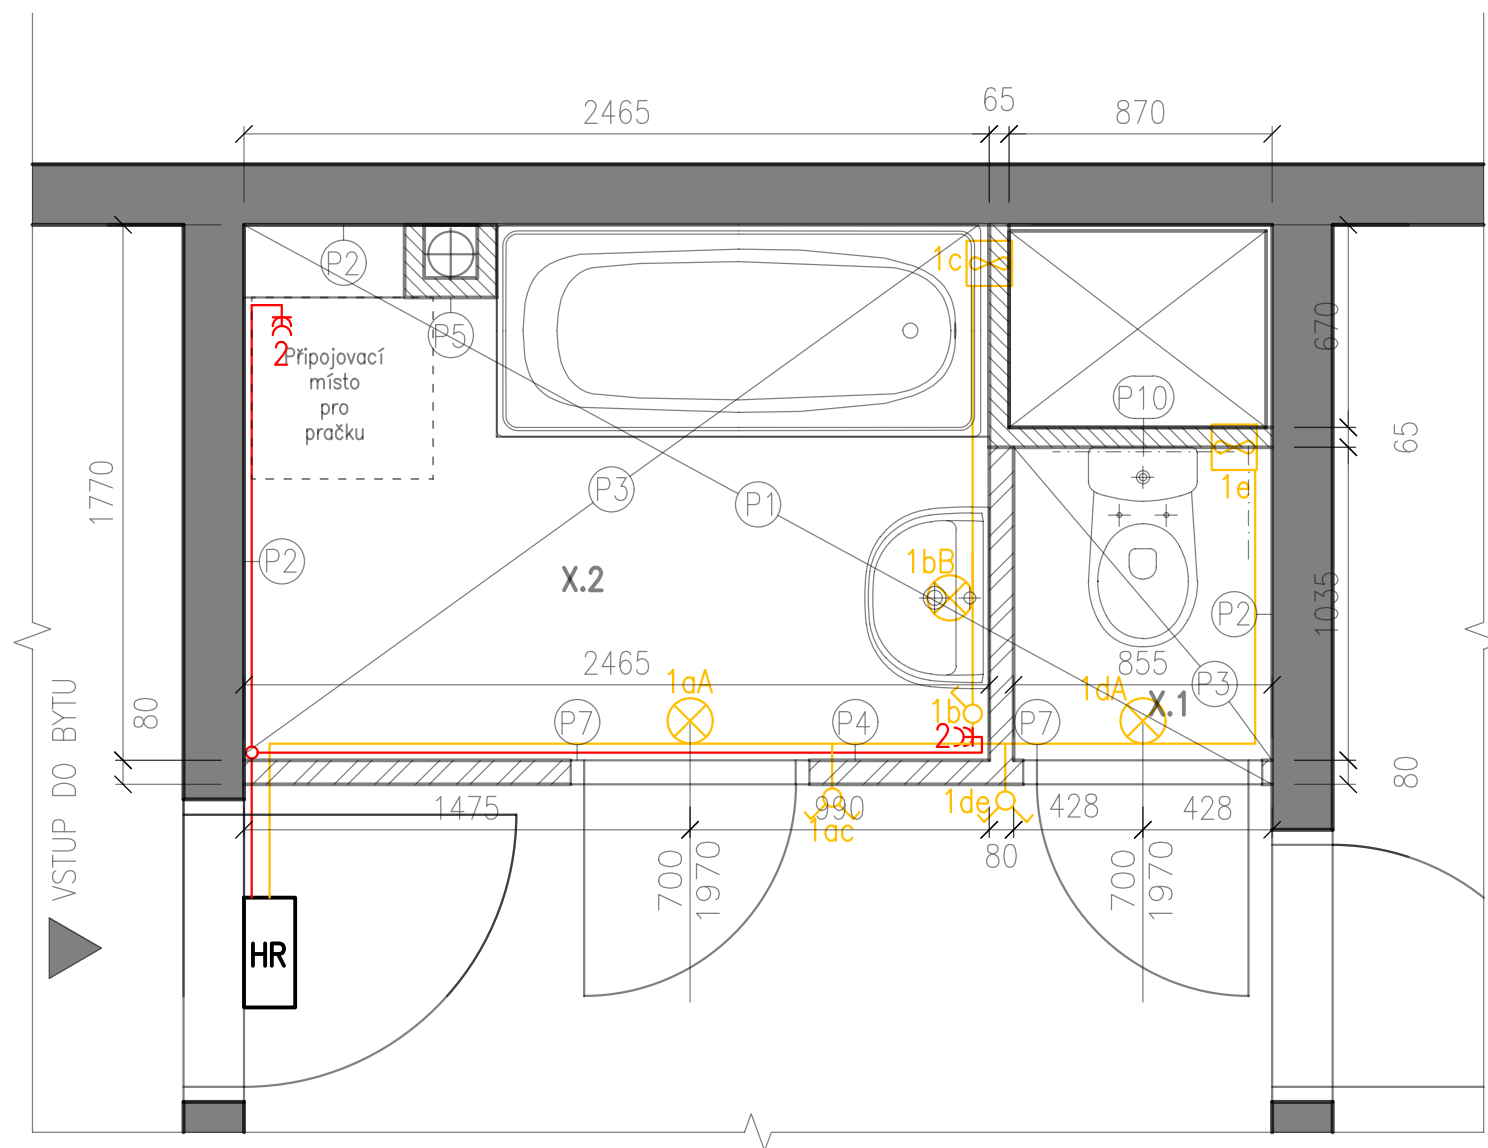 2465
65
870
P2
1c
P5
2
Připojovací
místo
pro
pračku
670
P10
65
1770
P3
P1
1e
P2
X.2
1bB
P2
1035
2465
855
VSTUP DO BYTU
80
1aA
1dA
P3
X.1
P7
1b
P4
2
P7
80
1475
990
1ac
1de
428
428
80
700
1970
700
1970
HR